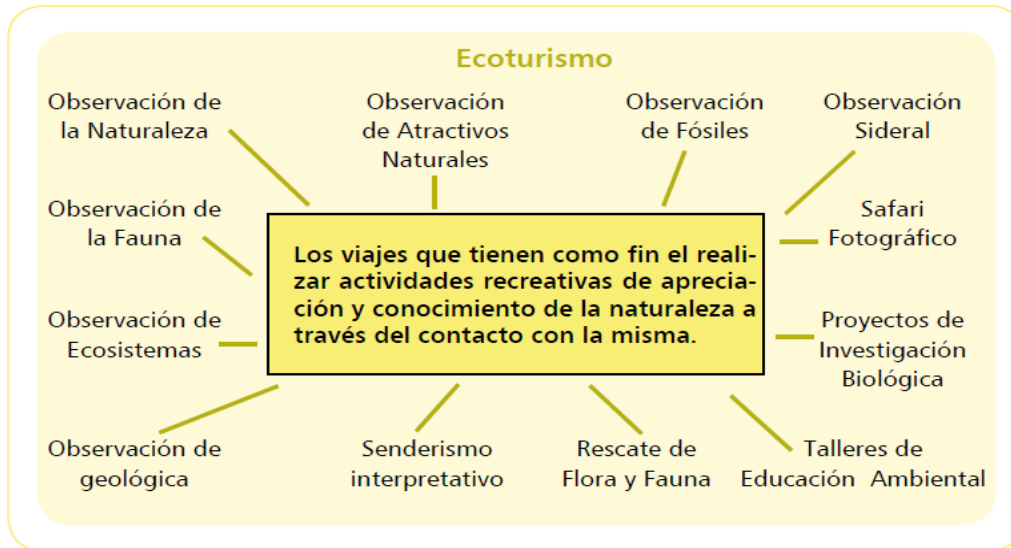 Ecoturismo
Observación de
la Naturaleza
Observación
de Atractivos
Naturales
Observación
de Fósiles
Observación
Sideral
Observación de
la Fauna
Safari
Fotográfico
Los viajes que tienen como fin el reali-
zar actividades recreativas de aprecia-
ción y conocimiento de la naturaleza a
través del contacto con la misma.
Observación de
Ecosistemas
Proyectos de
Investigación
Biológica
Observación de
geológica
Senderismo
interpretativo
Rescate de
Flora y Fauna
Talleres de
Educación Ambiental